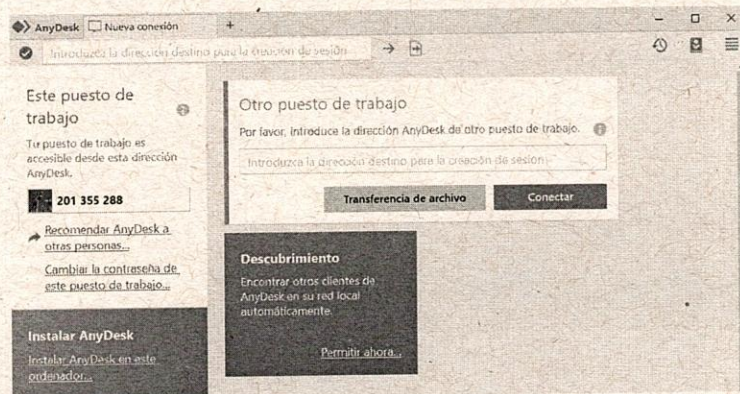 AnyDesk
Nueva conexión
+
Introduzca la dirección destino para la creación de sesión
Este puesto de
trabajo
Tu puesto de trabajo es
accesible desde esta dirección
AnyDesk.
201 355 288
Recomendar AnyDesk a
otras personas...
Cambiar la contraseña de
este puesto de trabajo...
Instalar AnyDesk
Instalar AnyDesk en este
ordenador...
Otro puesto de trabajo
Por favor, introduce la dirección AnyDesk de otro puesto de trabajo.
Introduzca la dirección destino para la creación de sesión
Transferencia de archivo
Conectar
Descubrimiento
Encontrar otros clientes de
AnyDesk en su red local
automáticamente.
Permitir ahora...